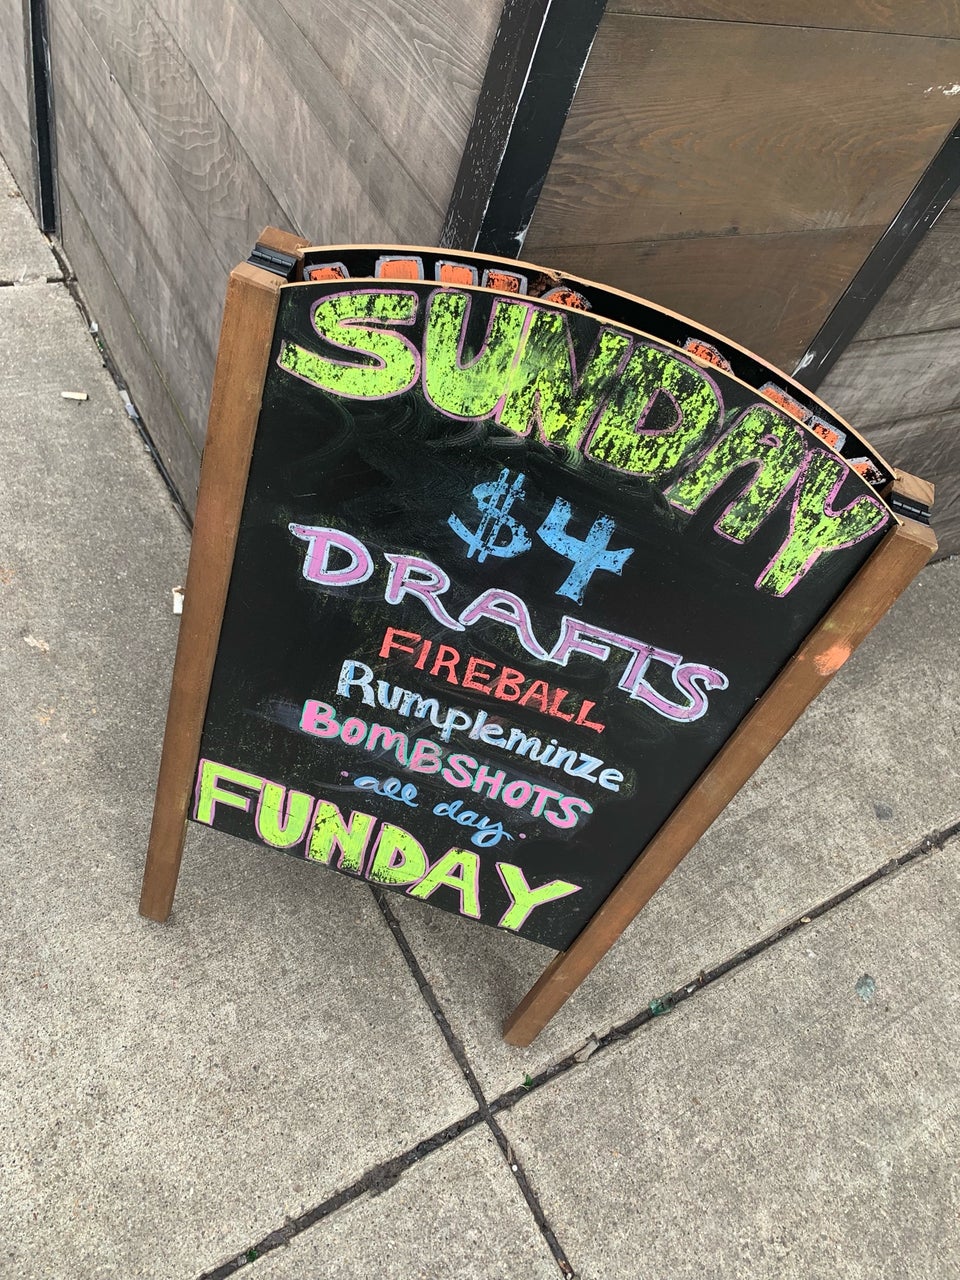 SUNDAY
$4
DRAFTS
FIREBALL
Rumpleminze
BOMBSHOTS
all day
FUNDAY